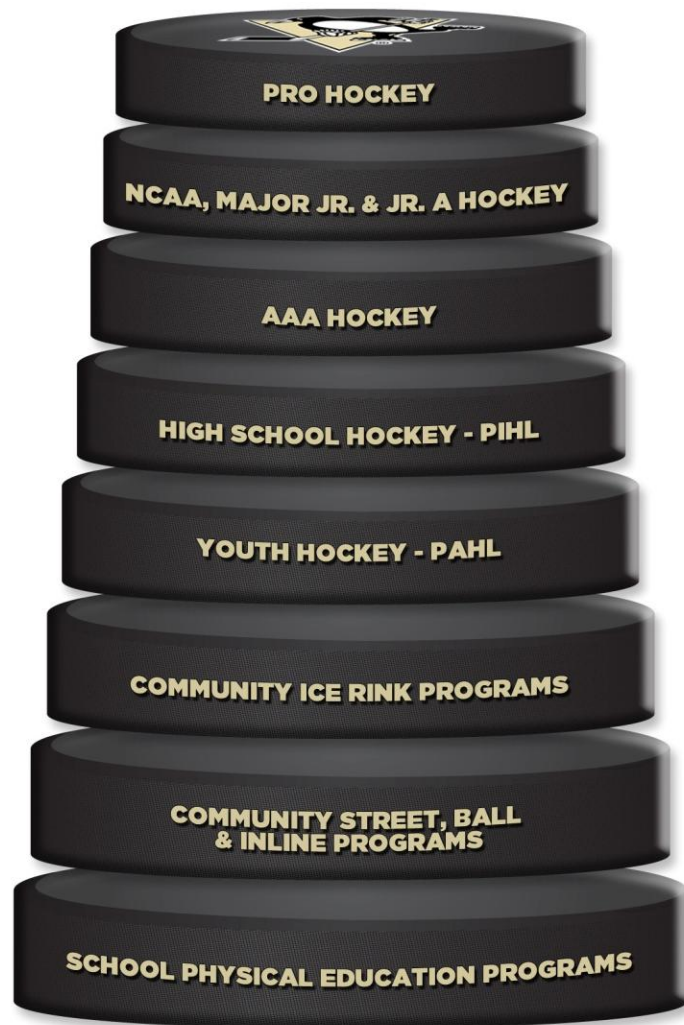 PRO HOCKEY
NCAA, MAJOR JR. & JR. A HOCKEY
AAA HOCKEY
HIGH SCHOOL HOCKEY - PIHL
YOUTH HOCKEY - PAHL
COMMUNITY ICE RINK PROGRAMS
COMMUNITY STREET, BALL
& INLINE PROGRAMS
SCHOOL PHYSICAL EDUCATION PROGRAMS